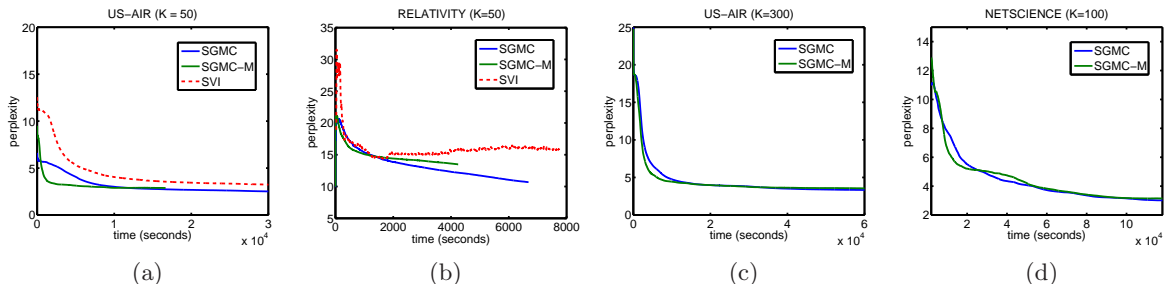 US−AIR (K = 50)
20
15
10
5
0
perplexity
SGMC
SGMC−M
SVI
0
1
2
3
time (seconds)
x 10^4
(a)
RELATIVITY (K=50)
35
30
25
20
15
10
5
perplexity
SGMC
SGMC−M
SVI
0
2000
4000
6000
8000
time (seconds)
(b)
US−AIR (K=300)
25
20
15
10
5
0
perplexity
SGMC
SGMC−M
0
2
4
6
time (seconds)
x 10^4
(c)
NETSCIENCE (K=100)
14
12
10
8
6
4
2
perplexity
SGMC
SGMC−M
2
4
6
8
10
time (seconds)
x 10^4
(d)